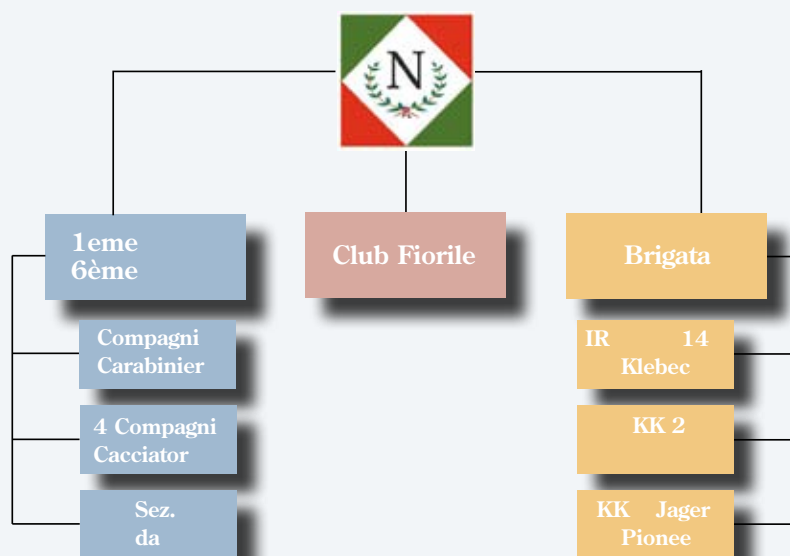 N
1eme
6ème
Compagni
Carabinier
4 Compagni
Cacciator
Sez.
da
Club Fiorile
Brigata
IR 14
Klebec
KK 2
KK Jager
Pionee